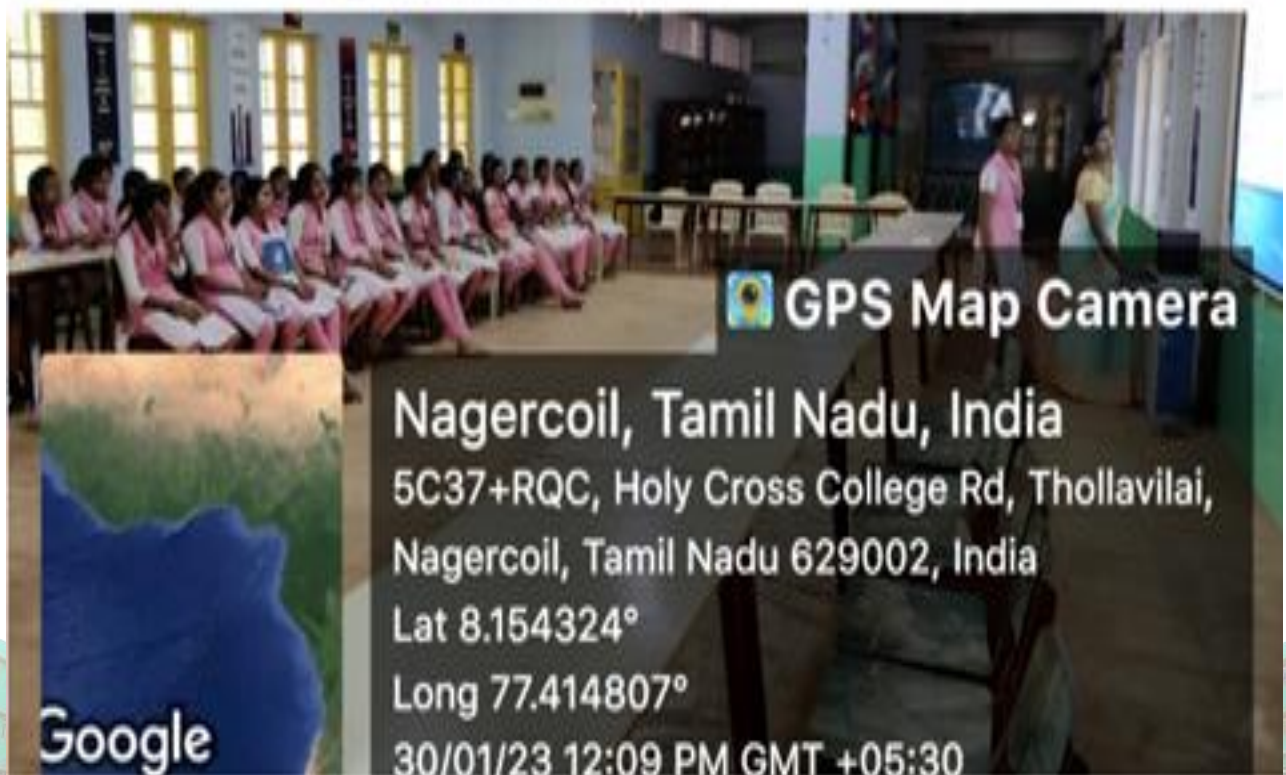 GPS Map Camera
Nagercoil, Tamil Nadu, India
5C37+RQC, Holy Cross College Rd, Thollavilai,
Nagercoil, Tamil Nadu 629002, India
Lat 8.154324°
Long 77.414807°
30/01/23 12:09 PM GMT +05:30
Google